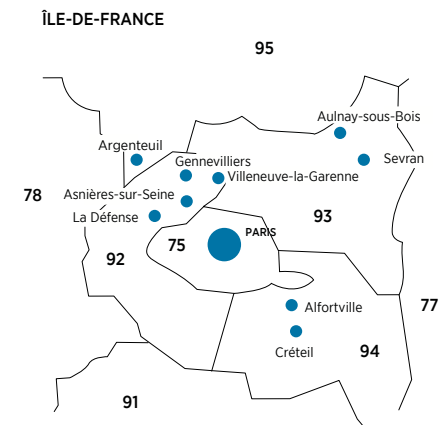 ÎLE-DE-FRANCE
95
Aulnay-sous-Bois
Argenteuil
Gennevilliers
Sevran
Villeneuve-la-Garenne
78
Asnières-sur-Seine
La Défense
93
75
PARIS
92
77
Alfortville
Créteil
94
91